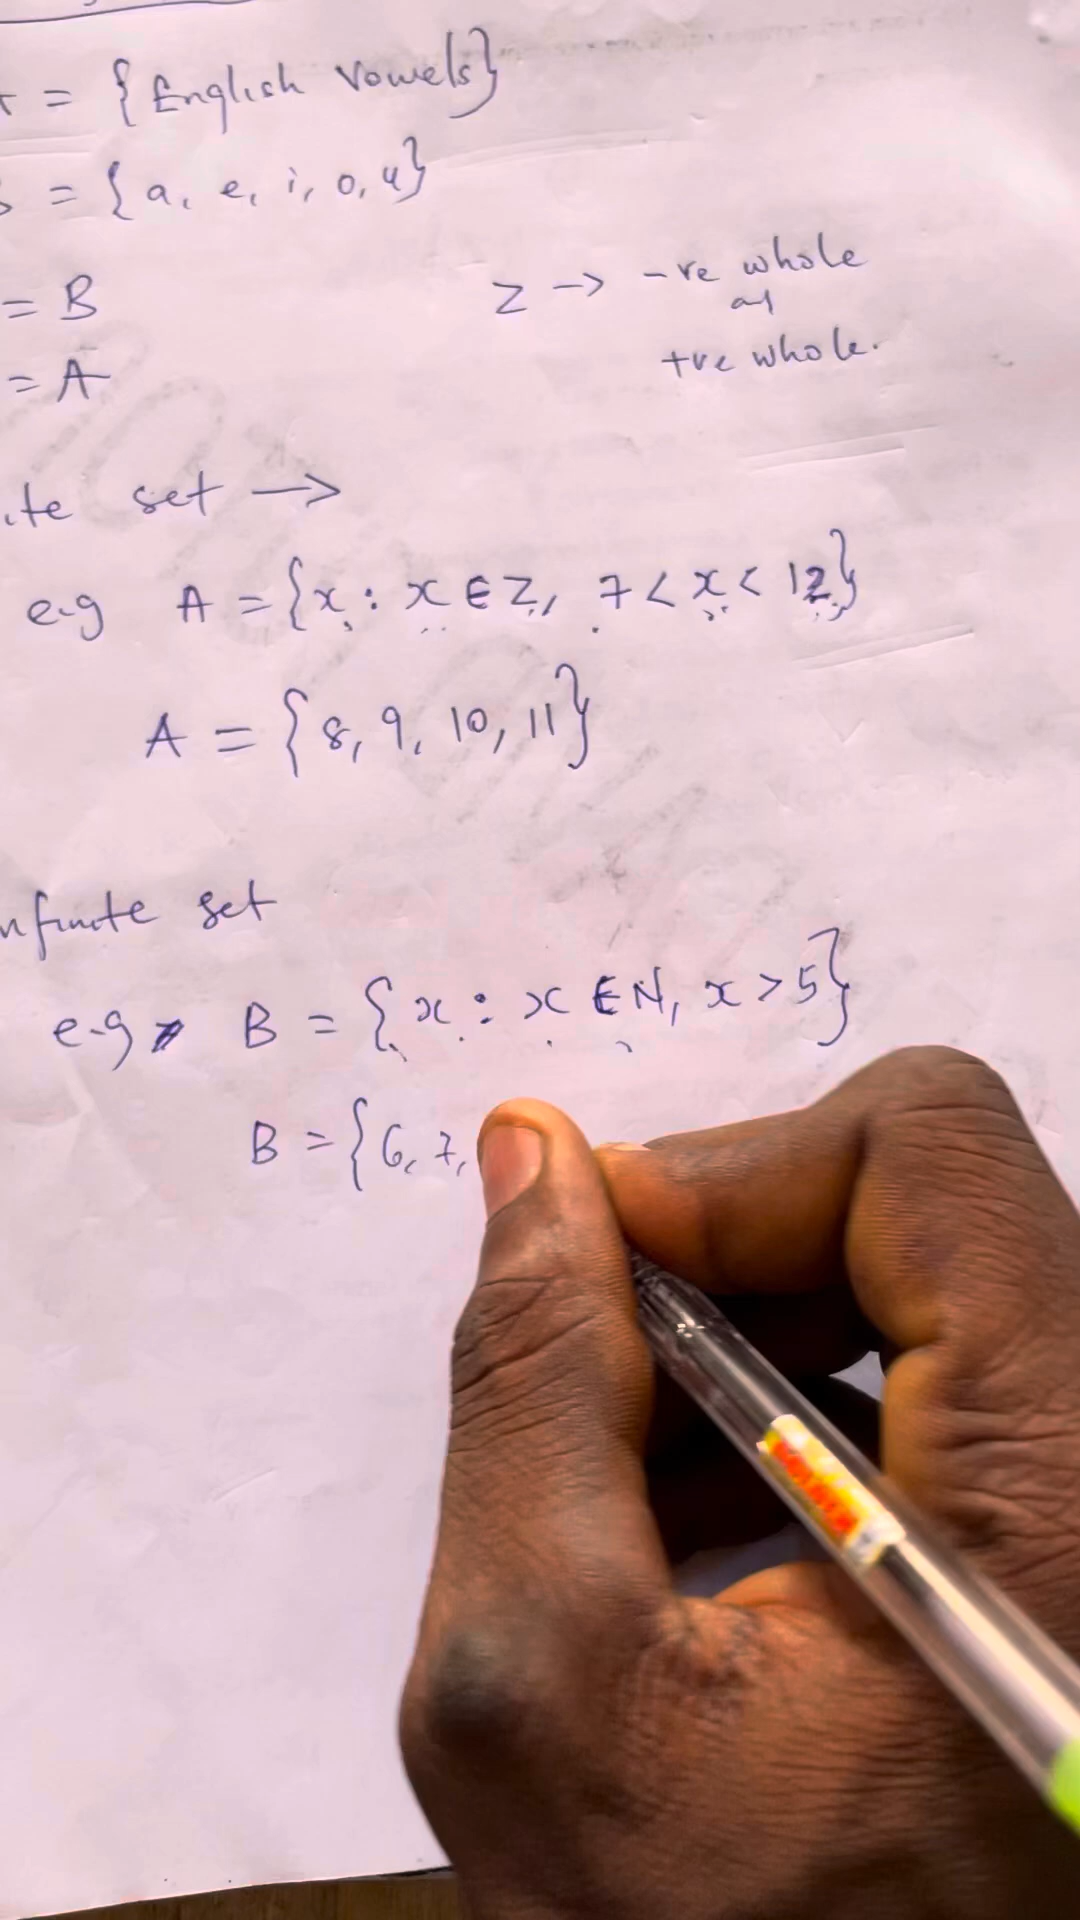 = {English Vowels}
= {a, e, i, o, u}
= B
= A
Z → -ve whole
and
+ve whole.
ite set →
e.g A = {x : x ∈ Z, 7 < x < 12}
A = {8, 9, 10, 11}
nfinite set
e.g B = {x : x ∈ N, x > 5}
B = {6, 7,